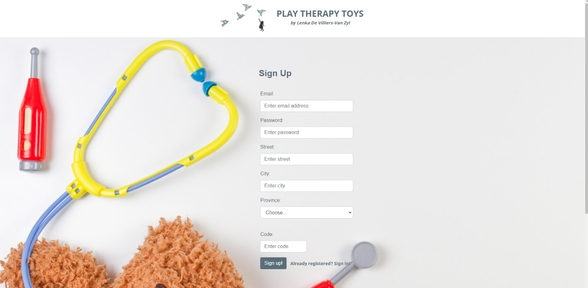 PLAY THERAPY TOYS
by Lenka De Villiers-Van Zyl
Sign Up
Email
Enter email address
Password:
Enter password
Street:
Enter street
City:
Enter city
Province:
Choose...
Code:
Enter code
Sign up! Already registered? Sign in!